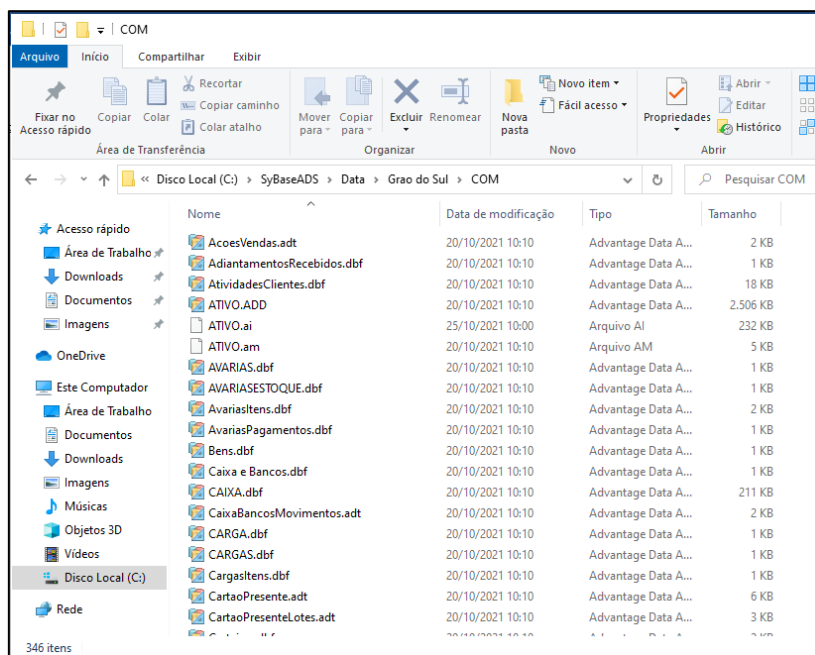 COM
Arquivo Início Compartilhar Exibir
Fixar no Acesso rápido
Copiar
Colar
Recortar
Copiar caminho
Colar atalho
Área de Transferência
Mover para
Copiar para
Excluir
Renomear
Organizar
Nova pasta
Novo item
Fácil acesso
Novo
Propriedades
Abrir
Editar
Histórico
Abrir
« Disco Local (C:) > SyBaseADS > Data > Grao do Sul > COM
Pesquisar COM
Acesso rápido
Área de Trabalho
Downloads
Documentos
Imagens
OneDrive
Este Computador
Área de Trabalho
Documentos
Downloads
Imagens
Músicas
Objetos 3D
Vídeos
Disco Local (C:)
Rede
Nome Data de modificação Tipo Tamanho
AcoesVendas.adt 20/10/2021 10:10 Advantage Data A... 2 KB
AdiantamentosRecebidos.dbf 20/10/2021 10:10 Advantage Data A... 1 KB
AtividadesClientes.dbf 20/10/2021 10:10 Advantage Data A... 18 KB
ATIVO.ADD 20/10/2021 10:10 Advantage Data A... 2.506 KB
ATIVO.ai 25/10/2021 10:00 Arquivo AI 232 KB
ATIVO.am 20/10/2021 10:10 Arquivo AM 5 KB
AVARIAS.dbf 20/10/2021 10:10 Advantage Data A... 1 KB
AVARIASESTOQUE.dbf 20/10/2021 10:10 Advantage Data A... 1 KB
AvariasItens.dbf 20/10/2021 10:10 Advantage Data A... 2 KB
AvariasPagamentos.dbf 20/10/2021 10:10 Advantage Data A... 1 KB
Bens.dbf 20/10/2021 10:10 Advantage Data A... 1 KB
Caixa e Bancos.dbf 20/10/2021 10:10 Advantage Data A... 1 KB
CAIXA.dbf 20/10/2021 10:10 Advantage Data A... 211 KB
CaixaBancosMovimentos.adt 20/10/2021 10:10 Advantage Data A... 2 KB
CARGA.dbf 20/10/2021 10:10 Advantage Data A... 1 KB
CARGAS.dbf 20/10/2021 10:10 Advantage Data A... 1 KB
CargasItens.dbf 20/10/2021 10:10 Advantage Data A... 1 KB
CartaoPresente.adt 20/10/2021 10:10 Advantage Data A... 6 KB
CartaoPresenteLotes.adt 20/10/2021 10:10 Advantage Data A... 3 KB
346 itens